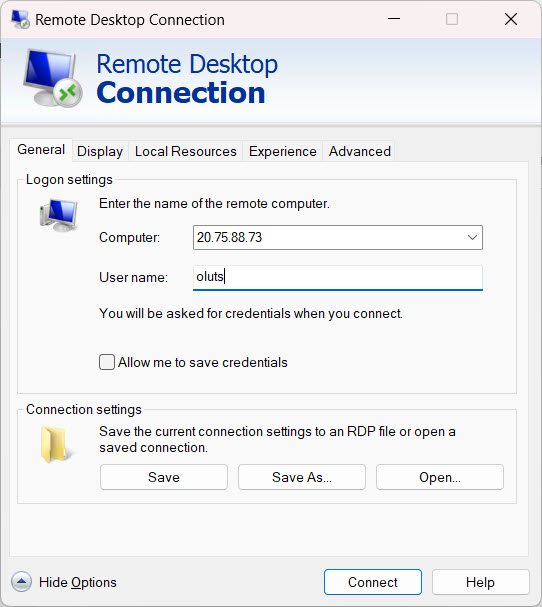 Remote Desktop Connection
Remote Desktop
Connection
General Display Local Resources Experience Advanced
Logon settings
Enter the name of the remote computer.
Computer: 20.75.88.73
User name: oluts
You will be asked for credentials when you connect.
Allow me to save credentials
Connection settings
Save the current connection settings to an RDP file or open a
saved connection.
Save Save As... Open...
Hide Options Connect Help